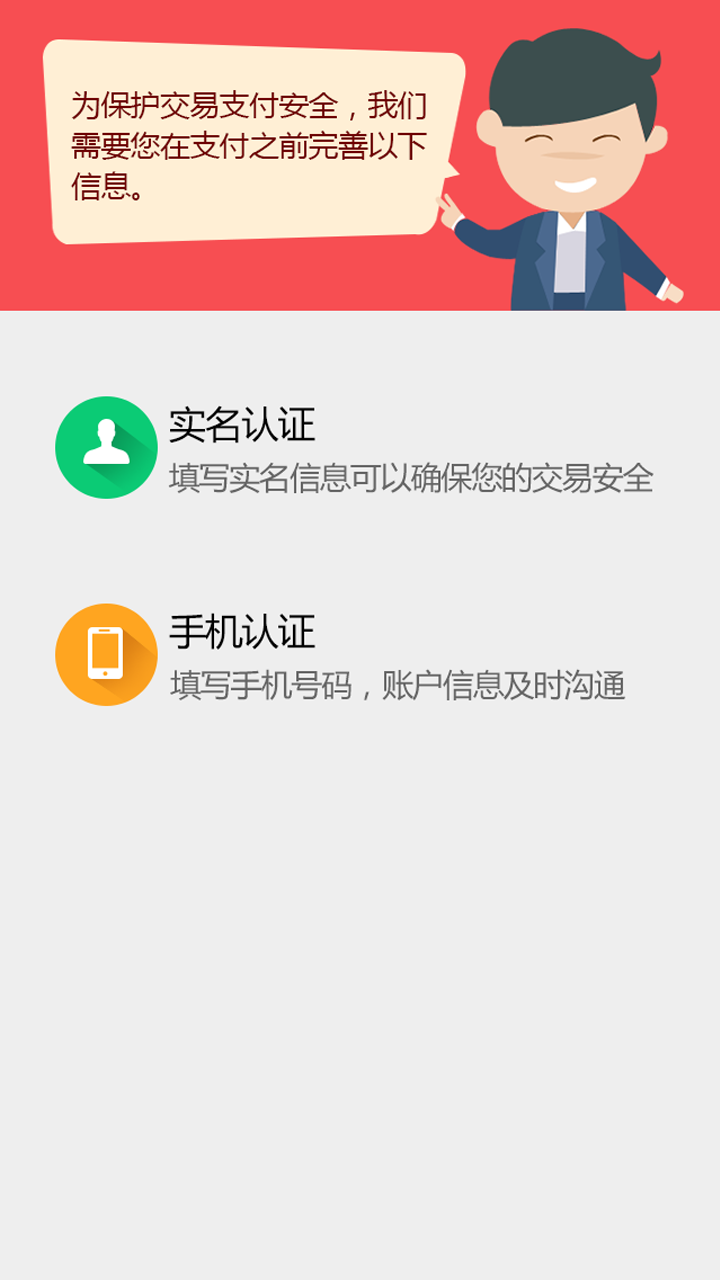 为保护交易支付安全，我们
需要您在支付之前完善以下
信息。
实名认证
填写实名信息可以确保您的交易安全
手机认证
填写手机号码，账户信息及时沟通